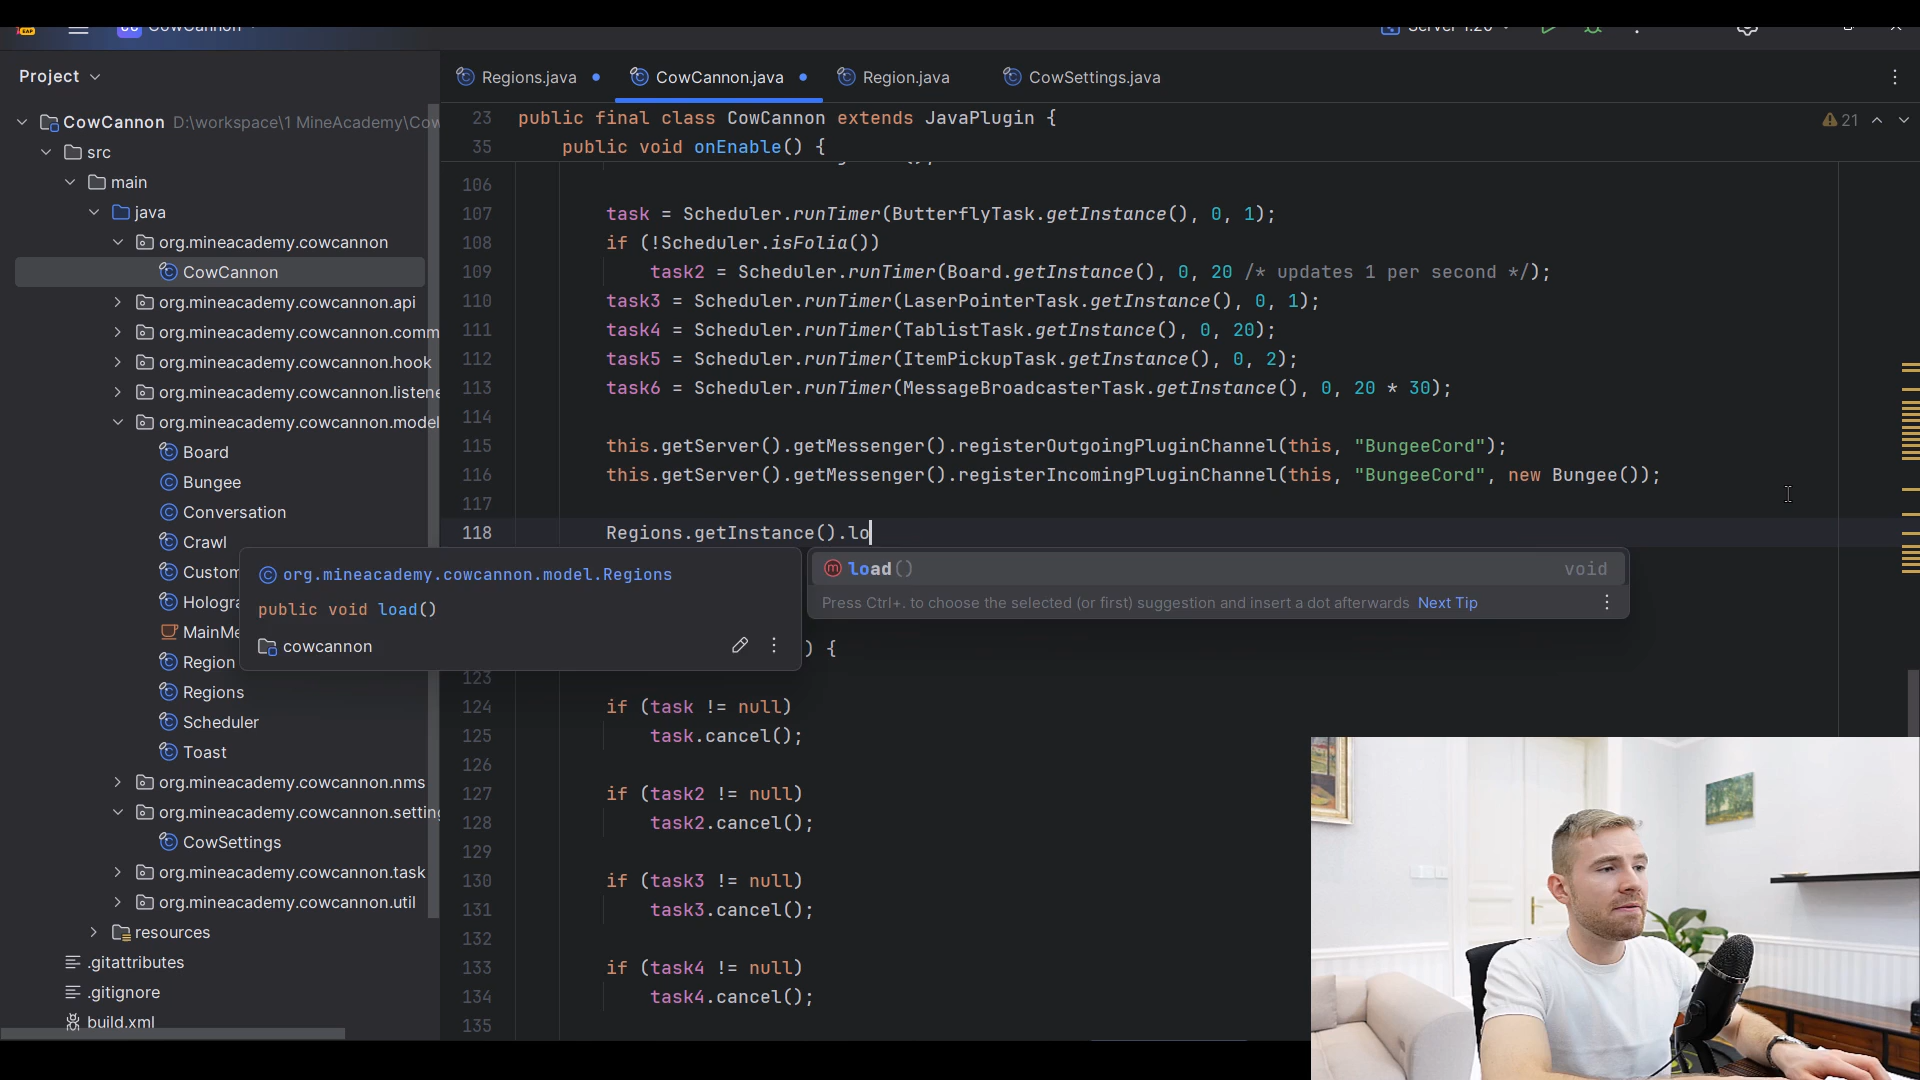 CowCannon
Server 1.20
Project
Regions.java
CowCannon.java
Region.java
CowSettings.java
CowCannon D:\workspace\1 MineAcademy\Cow
src
main
java
org.mineacademy.cowcannon
CowCannon
org.mineacademy.cowcannon.api
org.mineacademy.cowcannon.comm
org.mineacademy.cowcannon.hook
org.mineacademy.cowcannon.listene
org.mineacademy.cowcannon.model
Board
Bungee
Conversation
Crawl
Custom
Hologra
MainMe
Region
Regions
Scheduler
Toast
org.mineacademy.cowcannon.nms
org.mineacademy.cowcannon.setting
CowSettings
org.mineacademy.cowcannon.task
org.mineacademy.cowcannon.util
resources
.gitattributes
.gitignore
build.xml
21
23 public final class CowCannon extends JavaPlugin {
35 public void onEnable() {
106
107 task = Scheduler.runTimer(ButterflyTask.getInstance(), 0, 1);
108 if (!Scheduler.isFolia())
109 task2 = Scheduler.runTimer(Board.getInstance(), 0, 20 /* updates 1 per second */);
110 task3 = Scheduler.runTimer(LaserPointerTask.getInstance(), 0, 1);
111 task4 = Scheduler.runTimer(TablistTask.getInstance(), 0, 20);
112 task5 = Scheduler.runTimer(ItemPickupTask.getInstance(), 0, 2);
113 task6 = Scheduler.runTimer(MessageBroadcasterTask.getInstance(), 0, 20 * 30);
114
115 this.getServer().getMessenger().registerOutgoingPluginChannel(this, "BungeeCord");
116 this.getServer().getMessenger().registerIncomingPluginChannel(this, "BungeeCord", new Bungee());
117
118 Regions.getInstance().lo
org.mineacademy.cowcannon.model.Regions
public void load()
cowcannon
load() void
Press Ctrl+. to choose the selected (or first) suggestion and insert a dot afterwards Next Tip
) {
123
124 if (task != null)
125 task.cancel();
126
127 if (task2 != null)
128 task2.cancel();
129
130 if (task3 != null)
131 task3.cancel();
132
133 if (task4 != null)
134 task4.cancel();
135